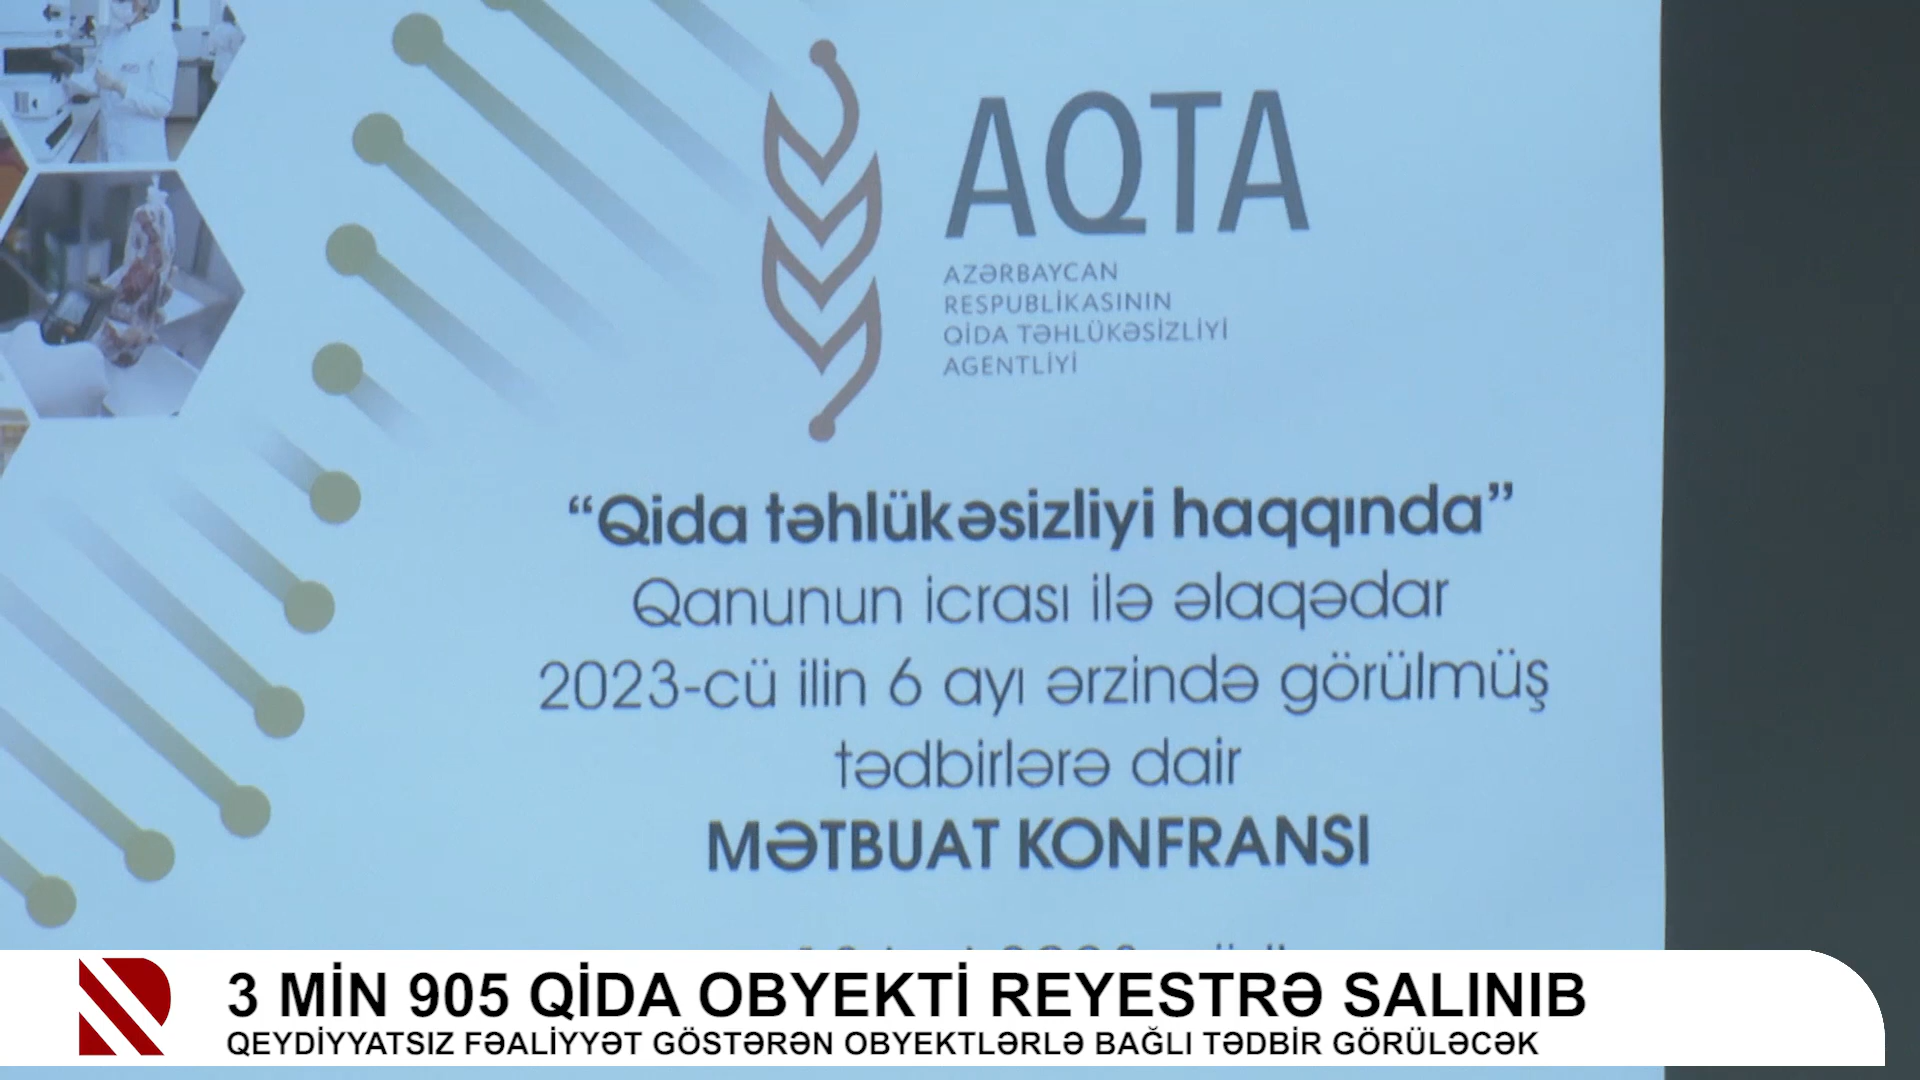 AQTA
AZƏRBAYCAN
RESPUBLİKASININ
QİDA TƏHLÜKƏSİZLİYİ
AGENTLİYİ
“Qida təhlükəsizliyi haqqında”
Qanunun icrası ilə əlaqədar
2023-cü ilin 6 ayı ərzində görülmüş
tədbirlərə dair
MƏTBUAT KONFRANSI
3 MİN 905 QİDA OBYEKTİ REYESTRƏ SALINIB
QEYDİYYATSIZ FƏALİYYƏT GÖSTƏRƏN OBYEKTLƏRLƏ BAĞLI TƏDBİR GÖRÜLƏCƏK